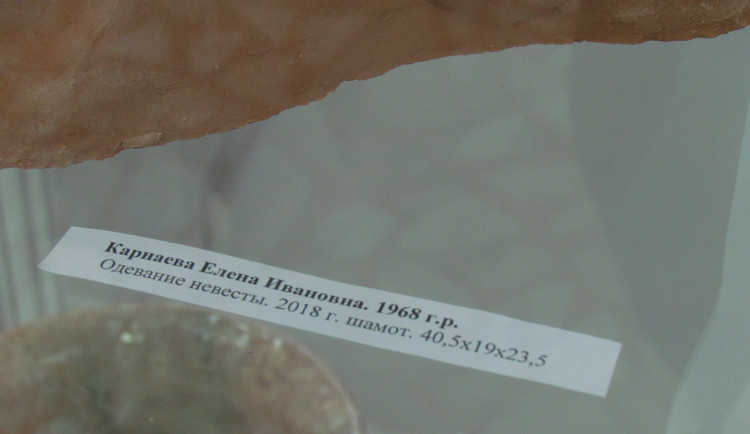 Карнаева Елена Ивановна. 1968 г.р.
Одевание невесты. 2018 г. шамот. 40,5х19х23,5